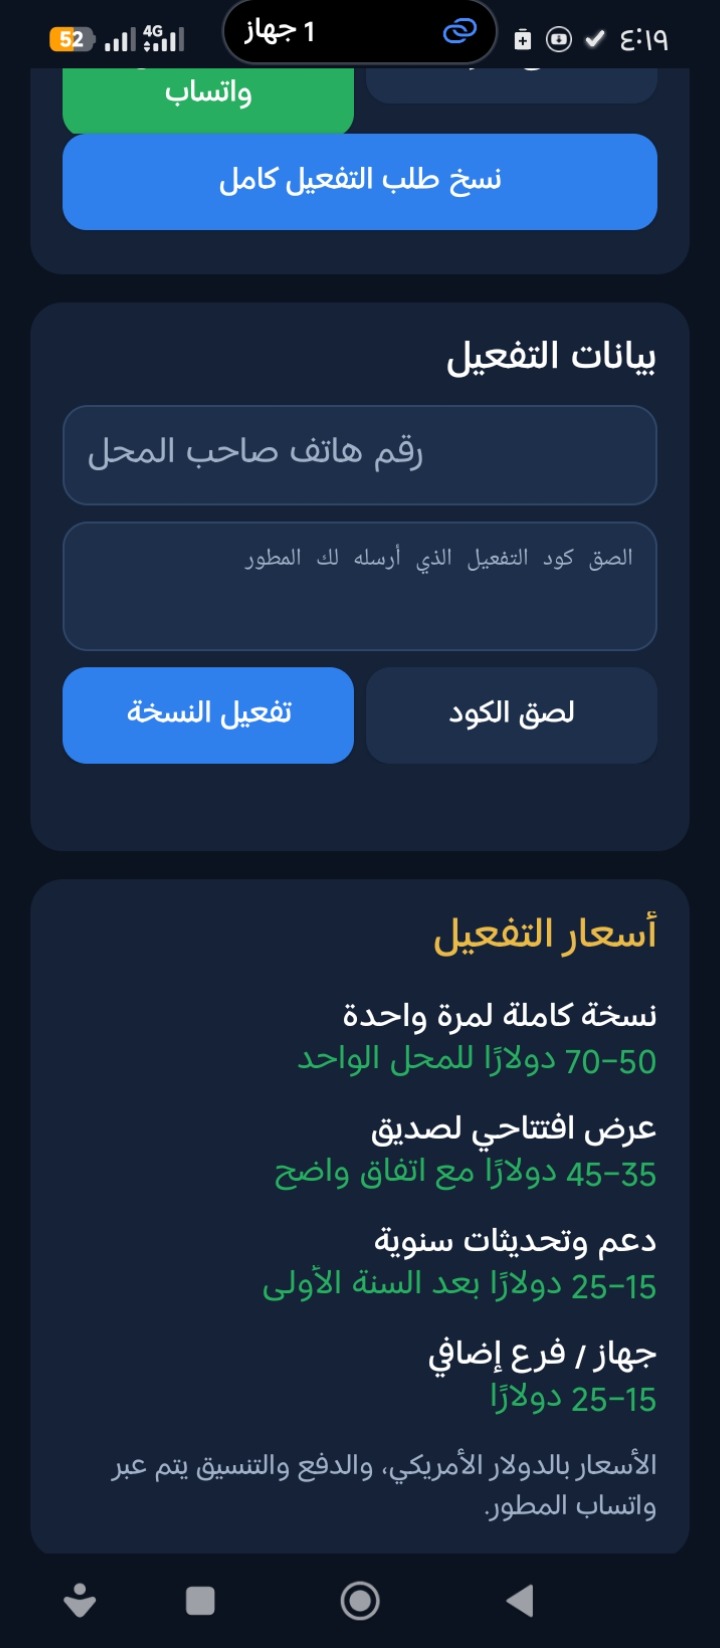 52 4G 1 جهاز ٤:١٩
واتساب
نسخ طلب التفعيل كامل
بيانات التفعيل
رقم هاتف صاحب المحل
الصق كود التفعيل الذي أرسله لك المطور
لصق الكود
تفعيل النسخة
أسعار التفعيل
نسخة كاملة لمرة واحدة
50–70 دولارًا للمحل الواحد
عرض افتتاحي لصديق
35–45 دولارًا مع اتفاق واضح
دعم وتحديثات سنوية
15–25 دولارًا بعد السنة الأولى
جهاز / فرع إضافي
15–25 دولارًا
الأسعار بالدولار الأمريكي، والدفع والتنسيق يتم عبر
واتساب المطور.